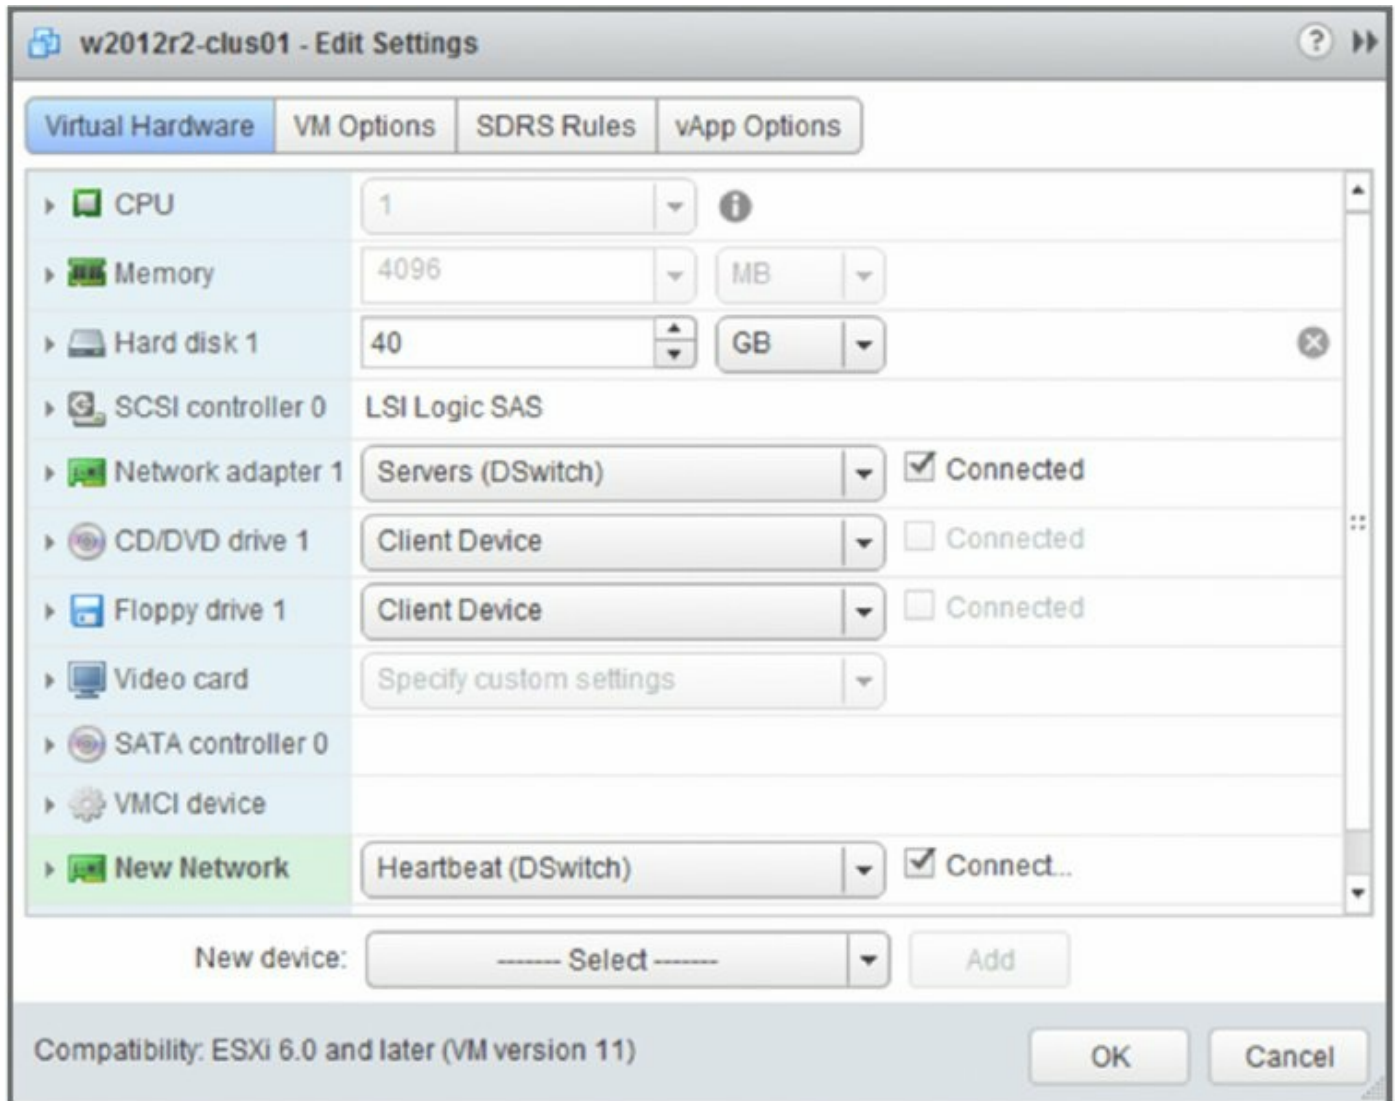 w2012r2-clus01 - Edit Settings ?
Virtual Hardware VM Options SDRS Rules vApp Options
CPU 1
Memory 4096 MB
Hard disk 1 40 GB
SCSI controller 0 LSI Logic SAS
Network adapter 1 Servers (DSwitch) Connected
CD/DVD drive 1 Client Device Connected
Floppy drive 1 Client Device Connected
Video card Specify custom settings
SATA controller 0
VMCI device
New Network Heartbeat (DSwitch) Connect...
New device: ------- Select ------- Add
Compatibility: ESXi 6.0 and later (VM version 11) OK Cancel